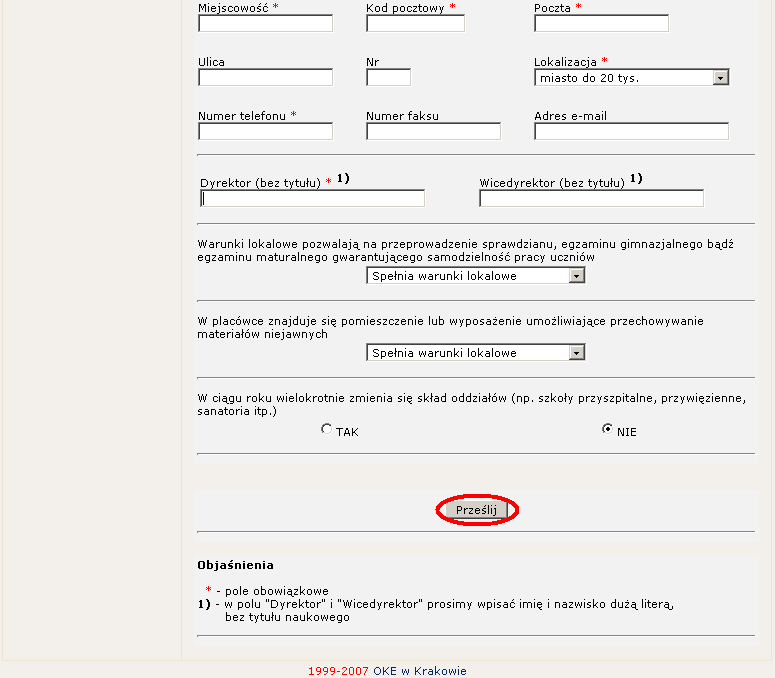 Miejscowość * Kod pocztowy * Poczta *
Ulica Nr Lokalizacja *
miasto do 20 tys.
Numer telefonu * Numer faksu Adres e-mail
Dyrektor (bez tytułu) * 1) Wicedyrektor (bez tytułu) 1)
Warunki lokalowe pozwalają na przeprowadzenie sprawdzianu, egzaminu gimnazjalnego bądź
egzaminu maturalnego gwarantującego samodzielność pracy uczniów
Spełnia warunki lokalowe
W placówce znajduje się pomieszczenie lub wyposażenie umożliwiające przechowywanie
materiałów niejawnych
Spełnia warunki lokalowe
W ciągu roku wielokrotnie zmienia się skład oddziałów (np. szkoły przyszpitalne, przywięzienne,
sanatoria itp.)
TAK NIE
Prześlij
Objaśnienia
* - pole obowiązkowe
1) - w polu "Dyrektor" i "Wicedyrektor" prosimy wpisać imię i nazwisko dużą literą,
bez tytułu naukowego
1999-2007 OKE w Krakowie